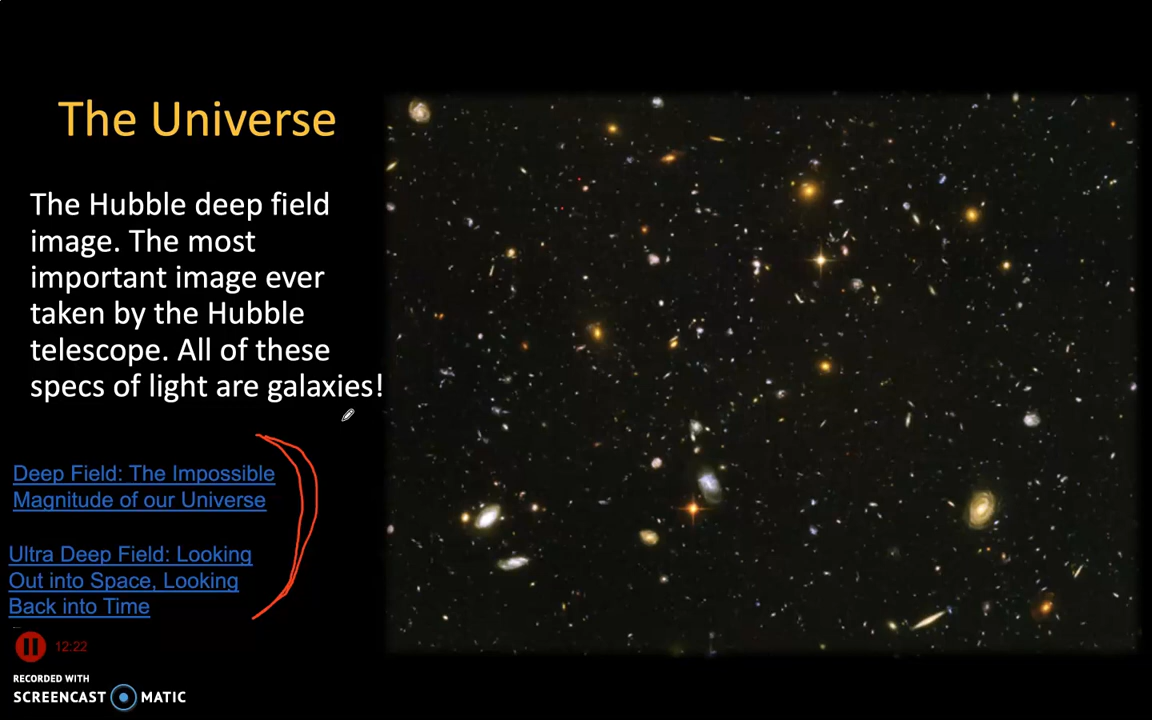 The Universe
The Hubble deep field
image. The most
important image ever
taken by the Hubble
telescope. All of these
specs of light are galaxies!
Deep Field: The Impossible
Magnitude of our Universe
Ultra Deep Field: Looking
Out into Space, Looking
Back into Time
12:22
RECORDED WITH
SCREENCAST MATIC